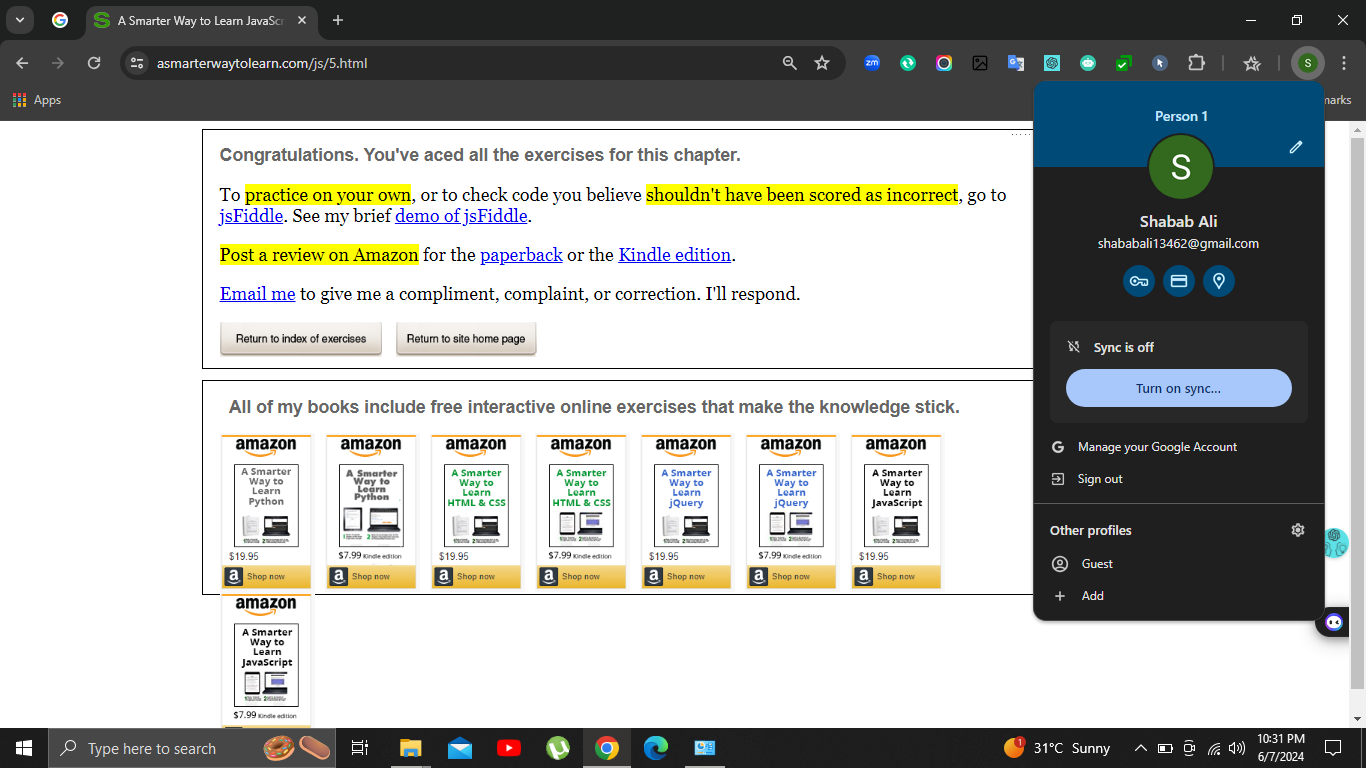 A Smarter Way to Learn JavaScr
asmarterwaytolearn.com/js/5.html
zm
S
Apps
marks
Person 1
S
Shabab Ali
shababali13462@gmail.com
Sync is off
Turn on sync...
Manage your Google Account
Sign out
Other profiles
Guest
Add
Congratulations. You've aced all the exercises for this chapter.
To practice on your own, or to check code you believe shouldn't have been scored as incorrect, go to
jsFiddle. See my brief demo of jsFiddle.
Post a review on Amazon for the paperback or the Kindle edition.
Email me to give me a compliment, complaint, or correction. I'll respond.
Return to index of exercises Return to site home page
All of my books include free interactive online exercises that make the knowledge stick.
amazon
A Smarter
Way to
Learn
Python
$19.95
Shop now
amazon
A Smarter
Way to
Learn
Python
$7.99 Kindle edition
Shop now
amazon
A Smarter
Way to
Learn
HTML & CSS
$19.95
Shop now
amazon
A Smarter
Way to
Learn
HTML & CSS
$7.99 Kindle edition
Shop now
amazon
A Smarter
Way to
Learn
jQuery
$19.95
Shop now
amazon
A Smarter
Way to
Learn
jQuery
$7.99 Kindle edition
Shop now
amazon
A Smarter
Way to
Learn
JavaScript
$19.95
Shop now
amazon
A Smarter
Way to
Learn
JavaScript
$7.99 Kindle edition
Type here to search
1
31°C Sunny
10:31 PM
6/7/2024